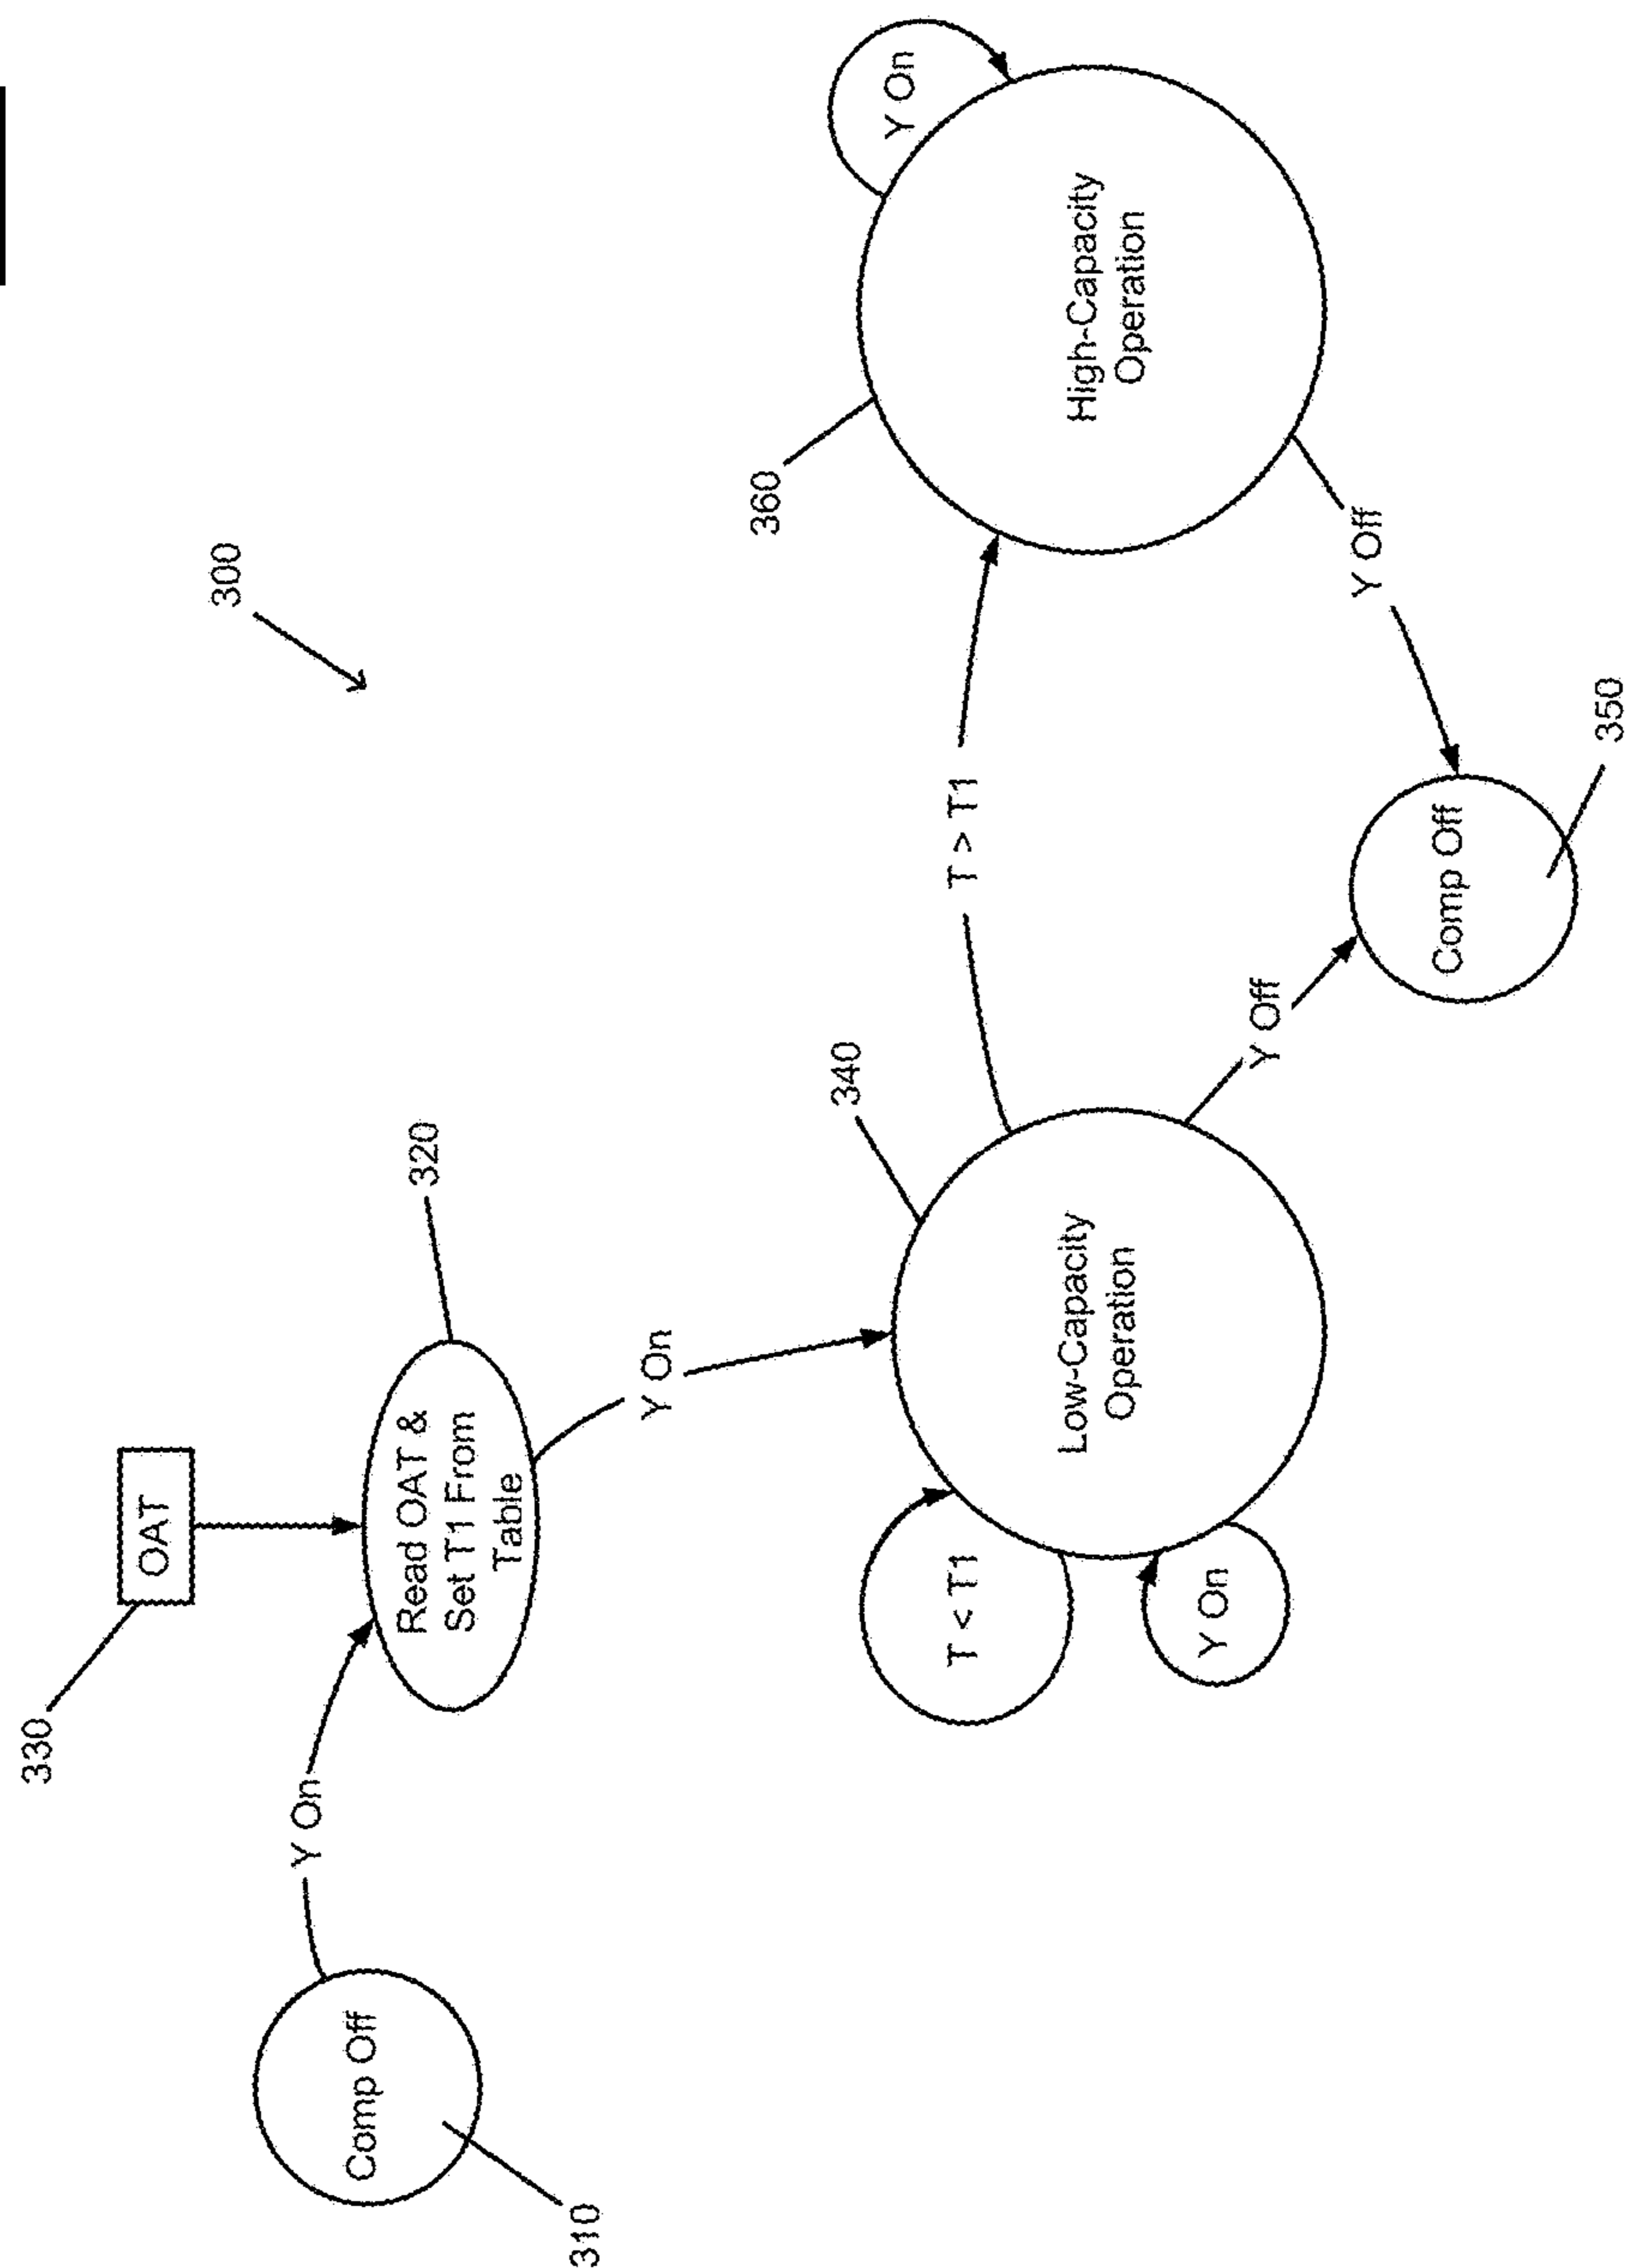 300
330
OAT
Y On
320
Read OAT &
Set T1 From
Table
Comp Off
310
Y On
340
360
Y On
T < T1
T > T1
Low-Capacity
Operation
High-Capacity
Operation
Y On
Y Off
Y Off
Comp Off
350